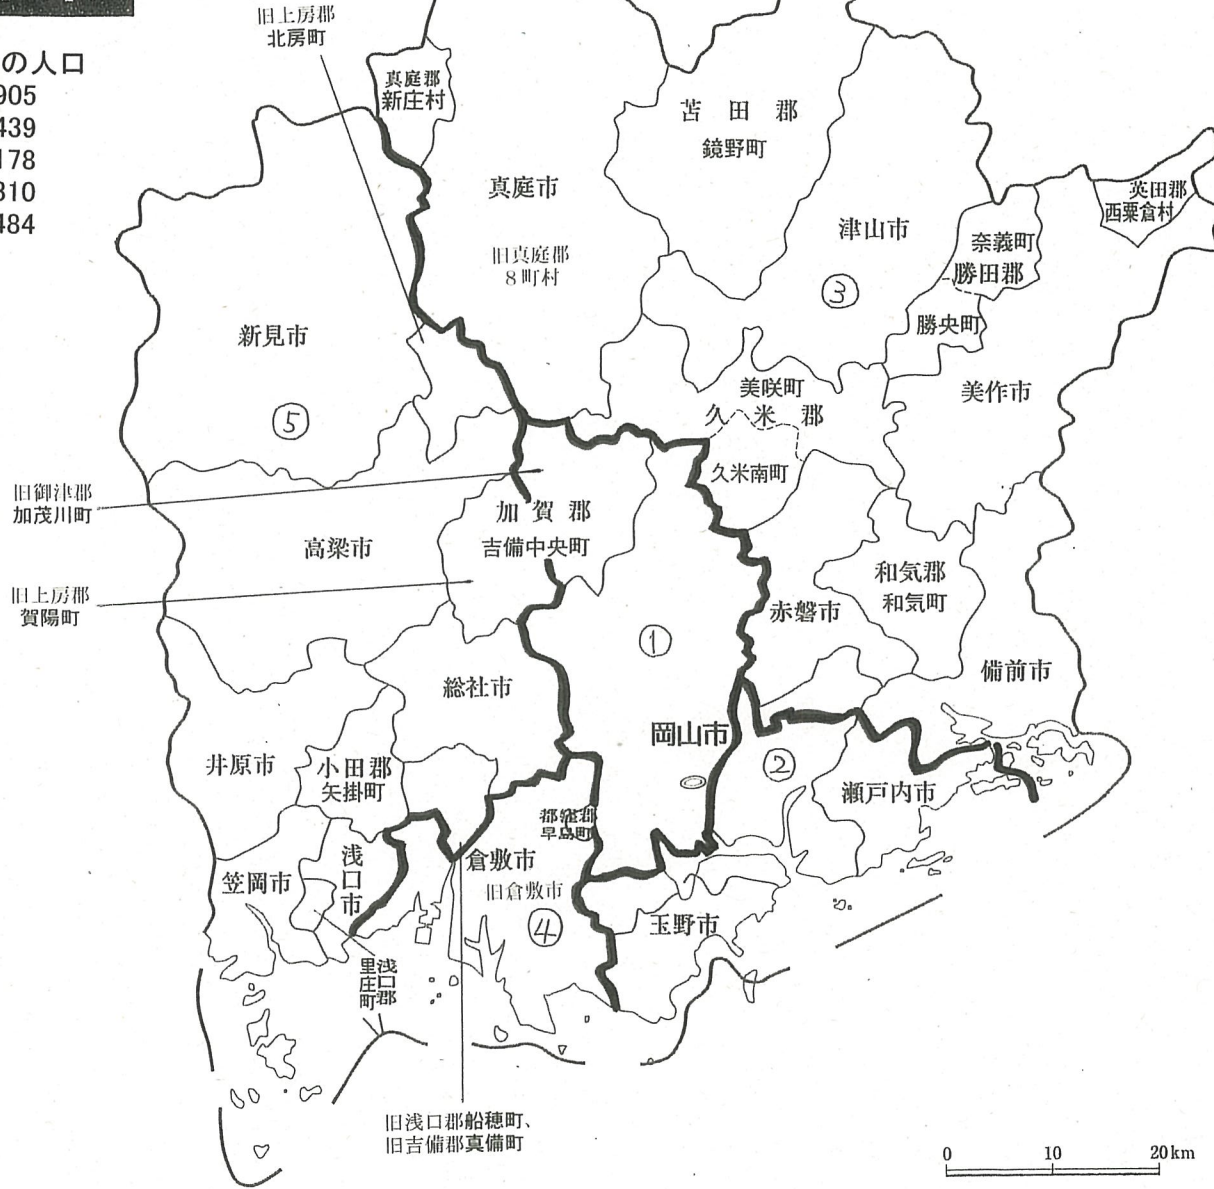 の人口
905
439
178
310
484
旧上房郡
北房町
真庭郡
新庄村
苫田郡
鏡野町
真庭市
旧真庭郡
8町村
津山市
③
英田郡
西粟倉村
奈義町
勝田郡
勝央町
新見市
⑤
美咲町
久米郡
久米南町
美作市
旧御津郡
加茂川町
加賀郡
吉備中央町
高梁市
旧上房郡
賀陽町
和気郡
和気町
赤磐市
①
備前市
総社市
岡山市
②
井原市
小田郡
矢掛町
瀬戸内市
都窪郡
早島町
倉敷市
旧倉敷市
④
浅口市
笠岡市
玉野市
浅口郡
里庄町
旧浅口郡船穂町、
旧吉備郡真備町
0 10 20km